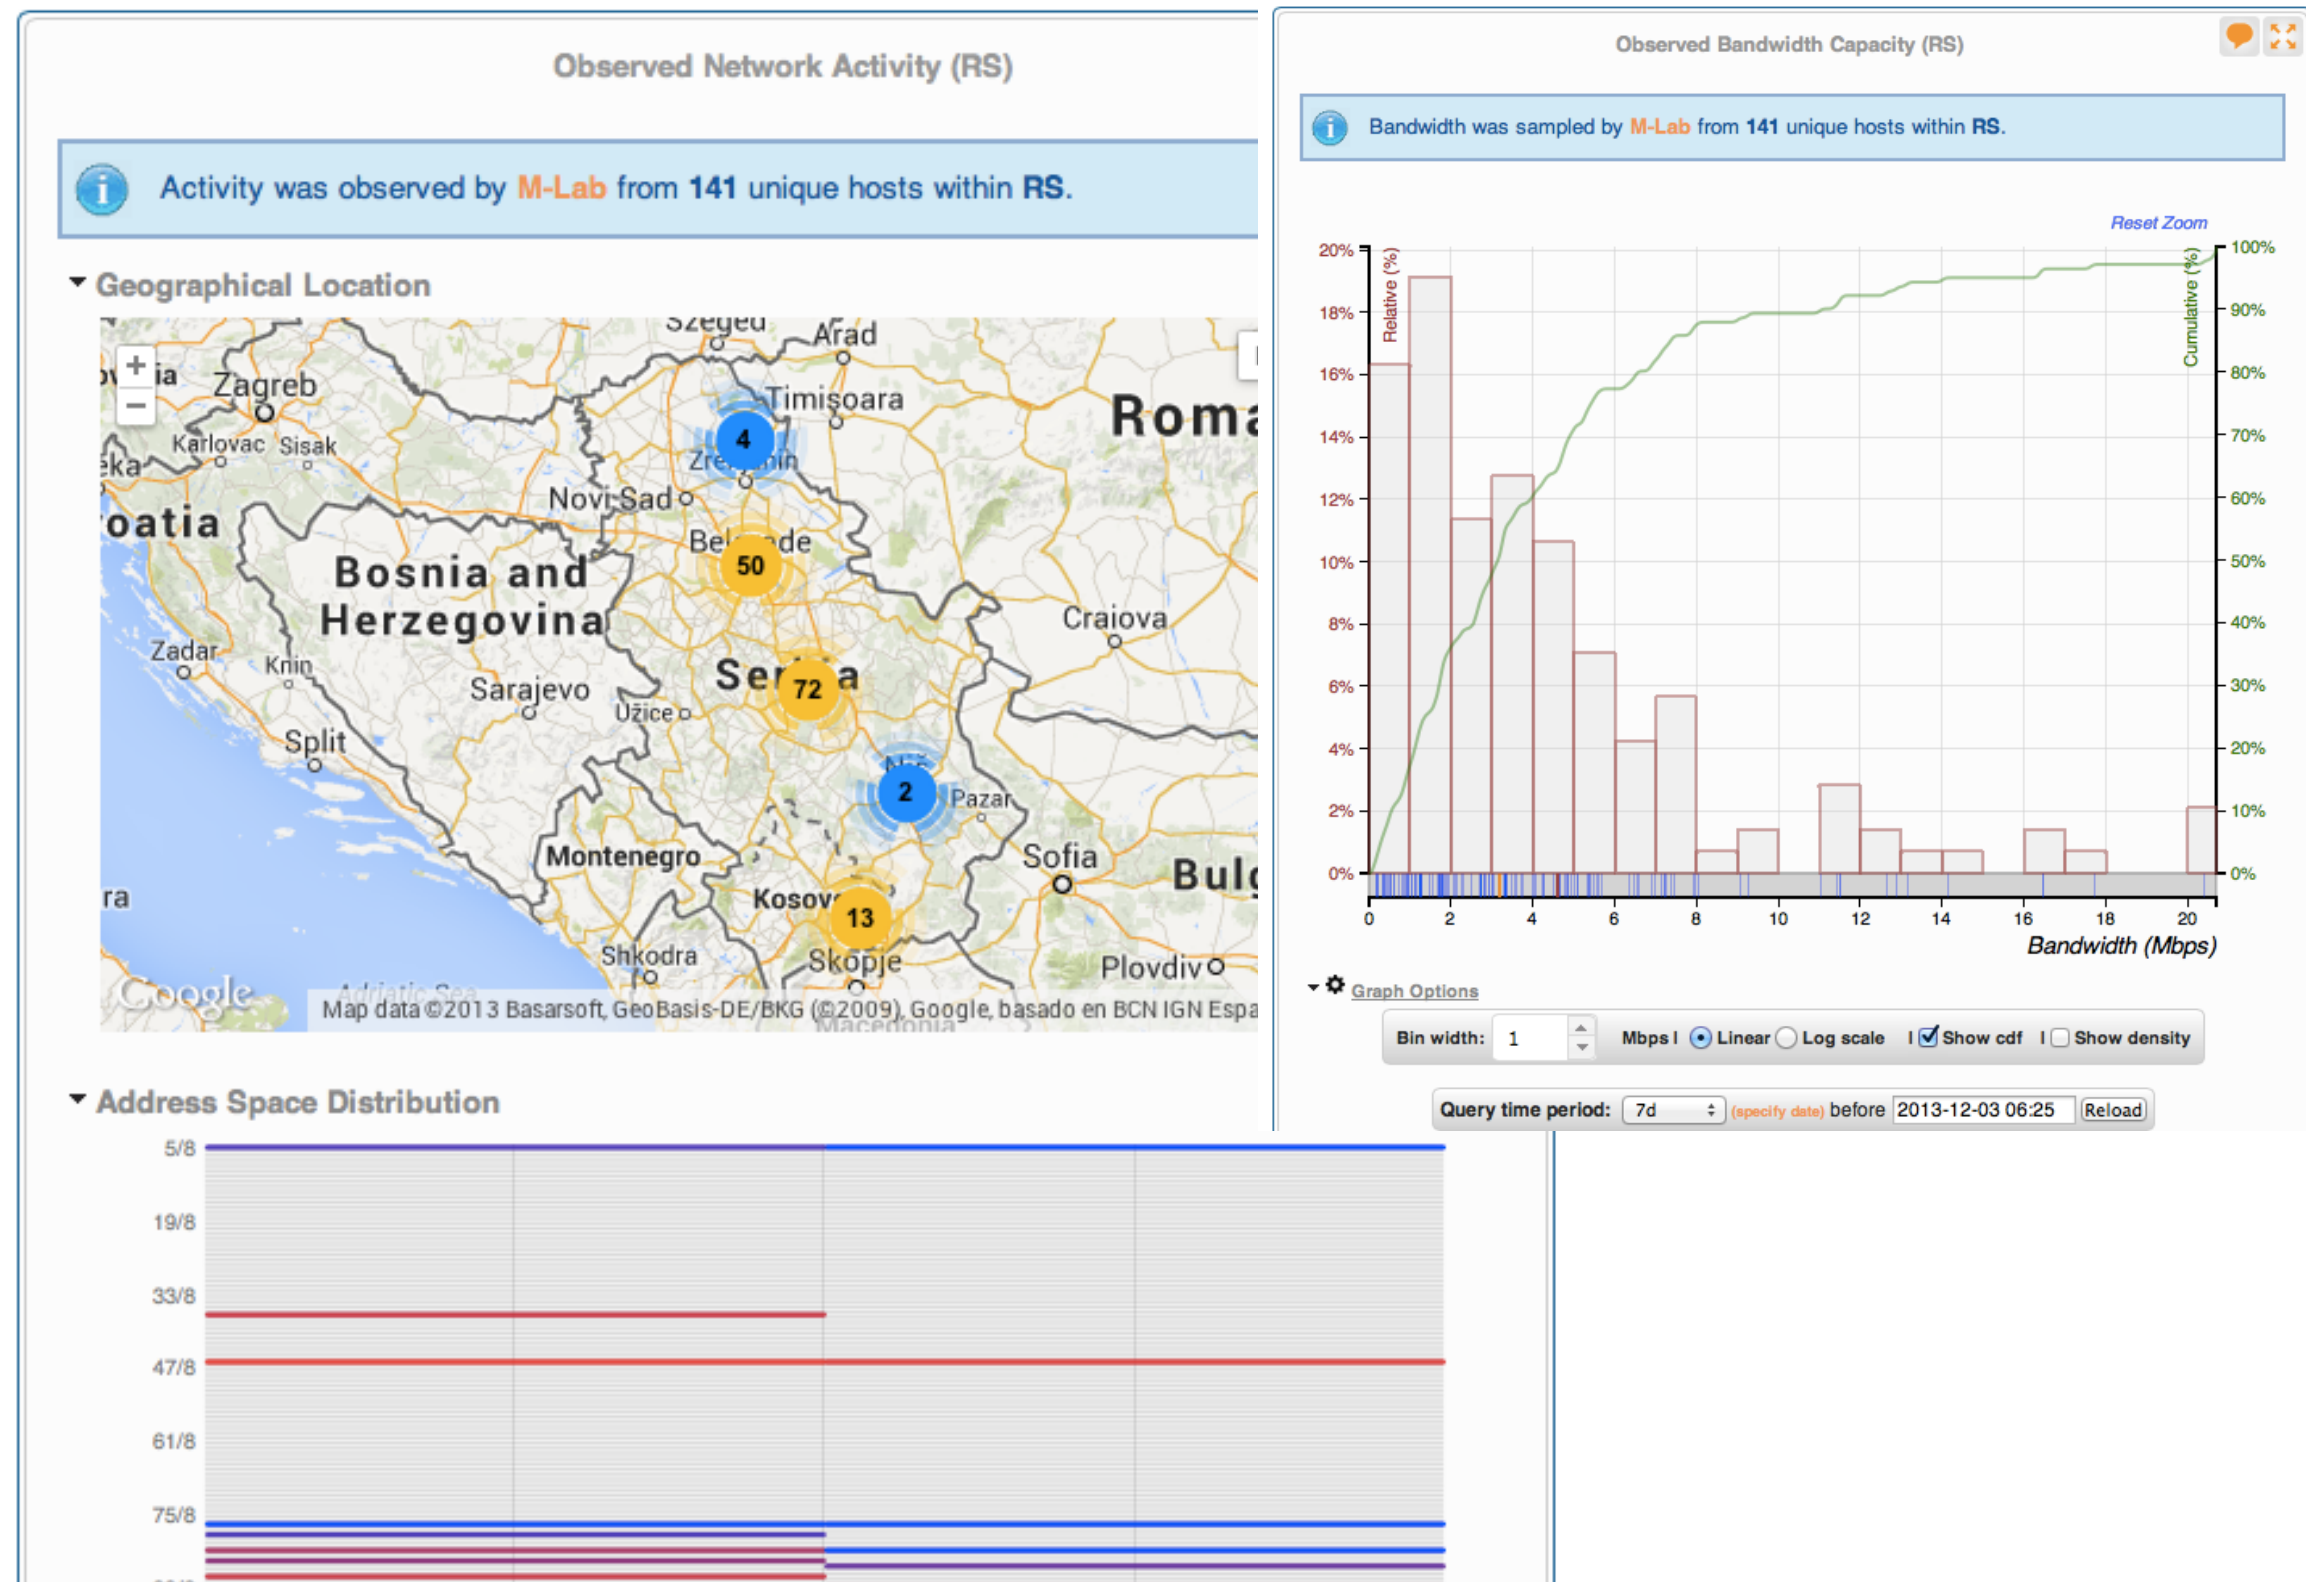 Observed Network Activity (RS)
Activity was observed by M-Lab from 141 unique hosts within RS.
Geographical Location
Szeged
Arad
+
−
ia
Zagreb
Timișoara
Roma
4
Karlovac
Sisak
eka
Novi Sad
oatia
Bosnia and
Herzegovina
50
Craiova
Zadar
Knin
72
Sarajevo
Užice
Split
2
Pazar
Montenegro
Sofia
Bulg
ra
Kosov
13
Shkodra
Skopje
Plovdiv
Google
Adriatic Sea
Map data ©2013 Basarsoft, GeoBasis-DE/BKG (©2009), Google, basado en BCN IGN Espa
Macedonia
Address Space Distribution
5/8
19/8
33/8
47/8
61/8
75/8
Observed Bandwidth Capacity (RS)
Bandwidth was sampled by M-Lab from 141 unique hosts within RS.
Reset Zoom
Relative (%)
20%
18%
16%
14%
12%
10%
8%
6%
4%
2%
0%
Cumulative (%)
100%
90%
80%
70%
60%
50%
40%
30%
20%
10%
0%
0 2 4 6 8 10 12 14 16 18 20
Bandwidth (Mbps)
Graph Options
Bin width: 1 Mbps | Linear Log scale | Show cdf | Show density
Query time period: 7d (specify date) before 2013-12-03 06:25 Reload